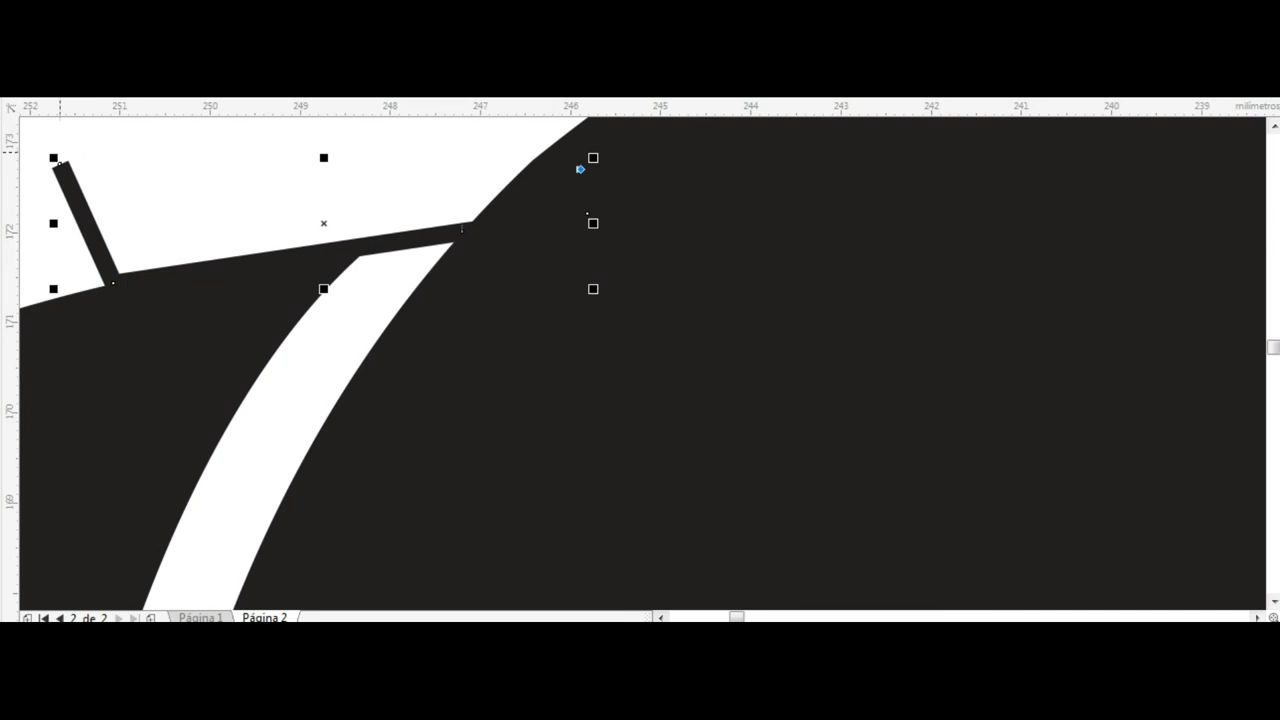 252 251 250 249 248 247 246 245 244 243 242 241 240 239 milímetros
173
172
171
170
169
2 de 2 Página 1 Página 2